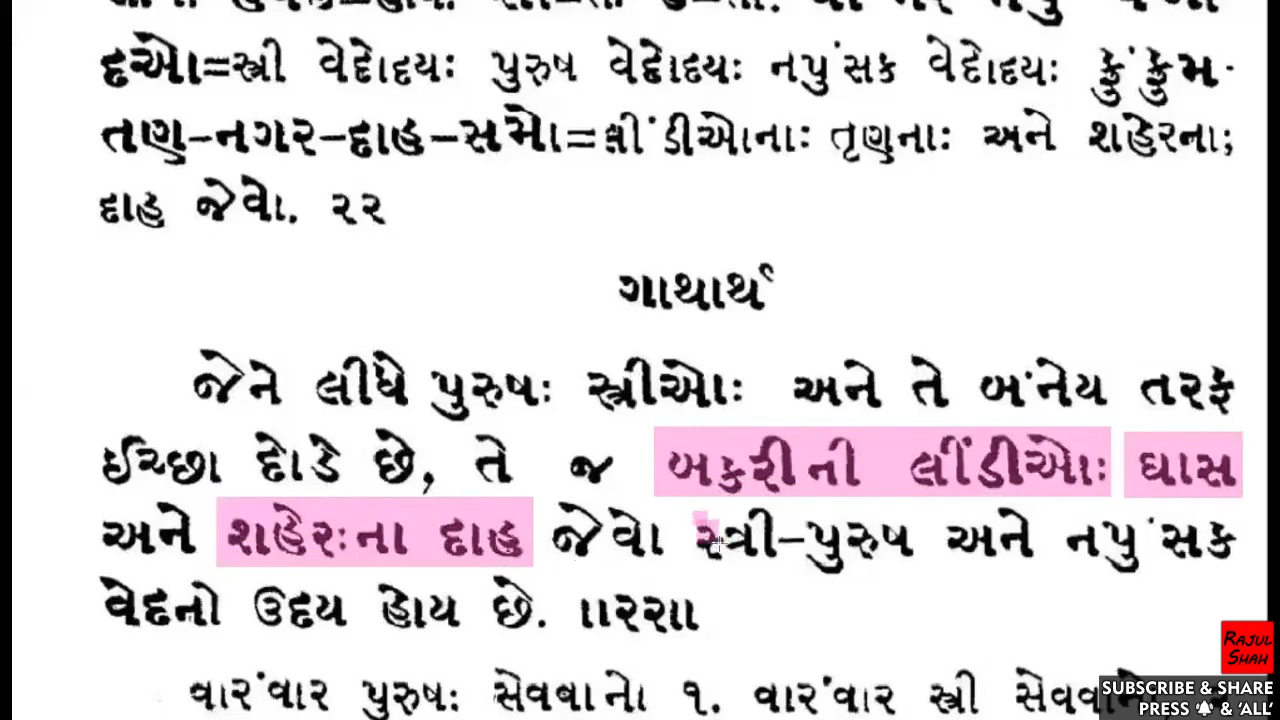 દઓ=સ્ત્રી વેદોદયઃ પુરુષ વેદોદયઃ નપુંસક વેદોદયઃ ફુંફુમ-
તણ-નગર-દાહ-સમો=લીંડીઓનાઃ તૃણનાઃ અને શહેરના;
દાહ જેવો. ૨૨
ગાથાર્થ
જેને લીધે પુરુષઃ સ્ત્રીઓઃ અને તે બંનેય તરફ
ઈચ્છા દોડે છે, તે જ બકરીની લીંડીઓઃ ઘાસ
અને શહેરઃના દાહ જેવો સ્ત્રી-પુરુષ અને નપુંસક
વેદનો ઉદય હોય છે. ॥૨૨॥
વારંવાર પુરુષઃ સેવવાનો ૧. વારંવાર સ્ત્રી સેવવાનો
RAJUL
SHAH
SUBSCRIBE & SHARE
PRESS & 'ALL'